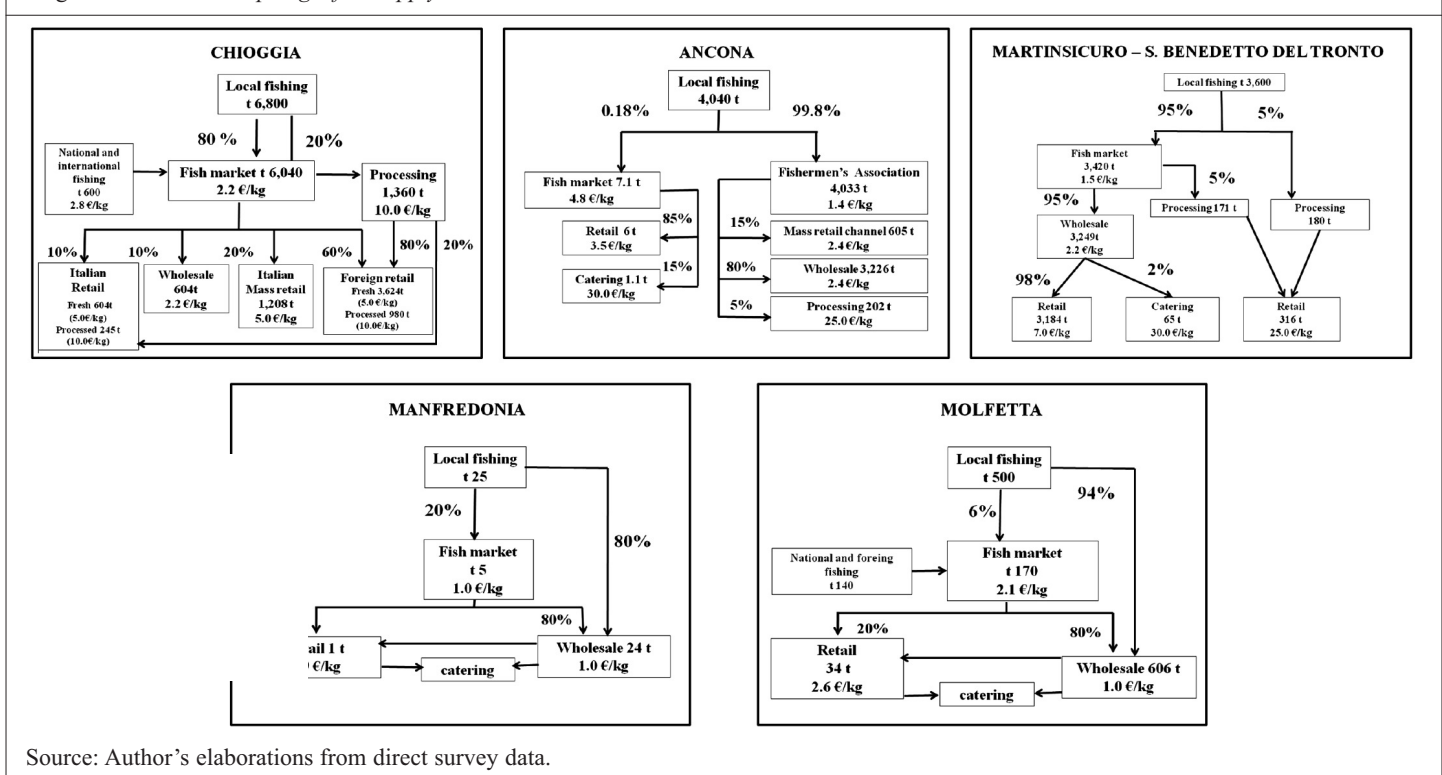 CHIOGGIA
Local fishing
t 6,800
80 %
20%
National and
international
fishing
t 600
2.8 €/kg
Fish market t 6,040
2.2 €/kg
Processing
1,360 t
10.0 €/kg
10%
10%
20%
60%
80%
20%
Italian
Retail
Fresh 604t
(5.0€/kg)
Processed 245 t
(10.0€/kg)
Wholesale
604t
2.2 €/kg
Italian
Mass retail
1,208 t
5.0 €/kg
Foreign retail
Fresh 3,624t
(5.0 €/kg)
Processed 980 t
(10.0€/kg)
ANCONA
Local fishing
4,040 t
0.18%
99.8%
Fish market 7.1 t
4.8 €/kg
Fishermen's Association
4,033 t
1.4 €/kg
85%
Retail 6 t
3.5€/kg
15%
Catering 1.1 t
30.0€/kg
15%
Mass retail channel 605 t
2.4 €/kg
80%
Wholesale 3,226 t
2.4 €/kg
5%
Processing 202 t
25.0 €/kg
MARTINSICURO – S. BENEDETTO DEL TRONTO
Local fishing t 3,600
95%
5%
Fish market
3,420 t
1.5 €/kg
5%
95%
Processing 171 t
Processing
180 t
Wholesale
3,249t
2.2 €/kg
98%
2%
Retail
3,184 t
7.0 €/kg
Catering
65 t
30.0 €/kg
Retail
316 t
25.0 €/kg
MANFREDONIA
Local fishing
t 25
20%
80%
Fish market
t 5
1.0 €/kg
80%
ail 1 t
€/kg
catering
Wholesale 24 t
1.0 €/kg
MOLFETTA
Local fishing
t 500
94%
6%
National and foreing
fishing
t 140
Fish market
t 170
2.1 €/kg
20%
80%
Retail
34 t
2.6 €/kg
catering
Wholesale 606 t
1.0 €/kg
Source: Author's elaborations from direct survey data.